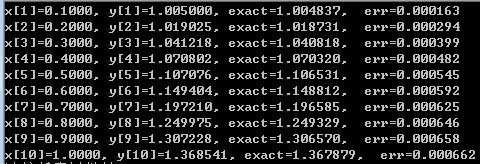 x[1]=0.1000, y[1]=1.005000, exact=1.004837,  err=0.000163
x[2]=0.2000, y[2]=1.019025, exact=1.018731,  err=0.000294
x[3]=0.3000, y[3]=1.041218, exact=1.040818,  err=0.000399
x[4]=0.4000, y[4]=1.070802, exact=1.070320,  err=0.000482
x[5]=0.5000, y[5]=1.107076, exact=1.106531,  err=0.000545
x[6]=0.6000, y[6]=1.149404, exact=1.148812,  err=0.000592
x[7]=0.7000, y[7]=1.197210, exact=1.196585,  err=0.000625
x[8]=0.8000, y[8]=1.249975, exact=1.249329,  err=0.000646
x[9]=0.9000, y[9]=1.307228, exact=1.306570,  err=0.000658
x[10]=1.0000, y[10]=1.368541, exact=1.367879,  err=0.000662